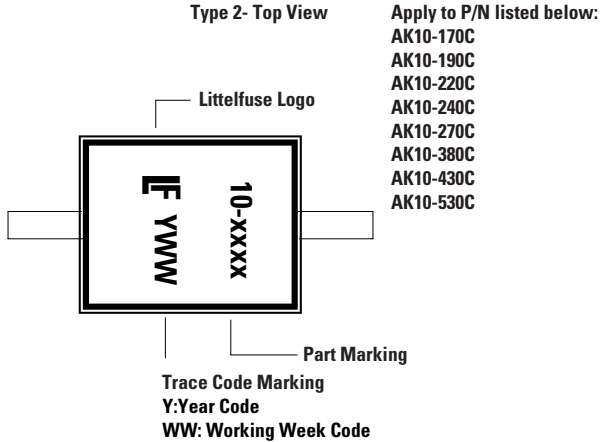 Type 2- Top View
Apply to P/N listed below:
AK10-170C
AK10-190C
AK10-220C
AK10-240C
AK10-270C
AK10-380C
AK10-430C
AK10-530C
Littelfuse Logo
LF YWW
10-xxxx
Part Marking
Trace Code Marking
Y:Year Code
WW: Working Week Code